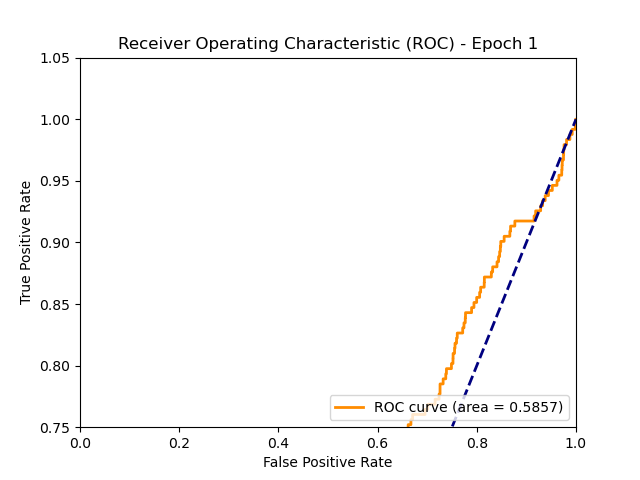 Receiver Operating Characteristic (ROC) - Epoch 1
1.05
1.00
0.95
0.90
0.85
0.80
0.75
True Positive Rate
ROC curve (area = 0.5857)
0.0 0.2 0.4 0.6 0.8 1.0
False Positive Rate